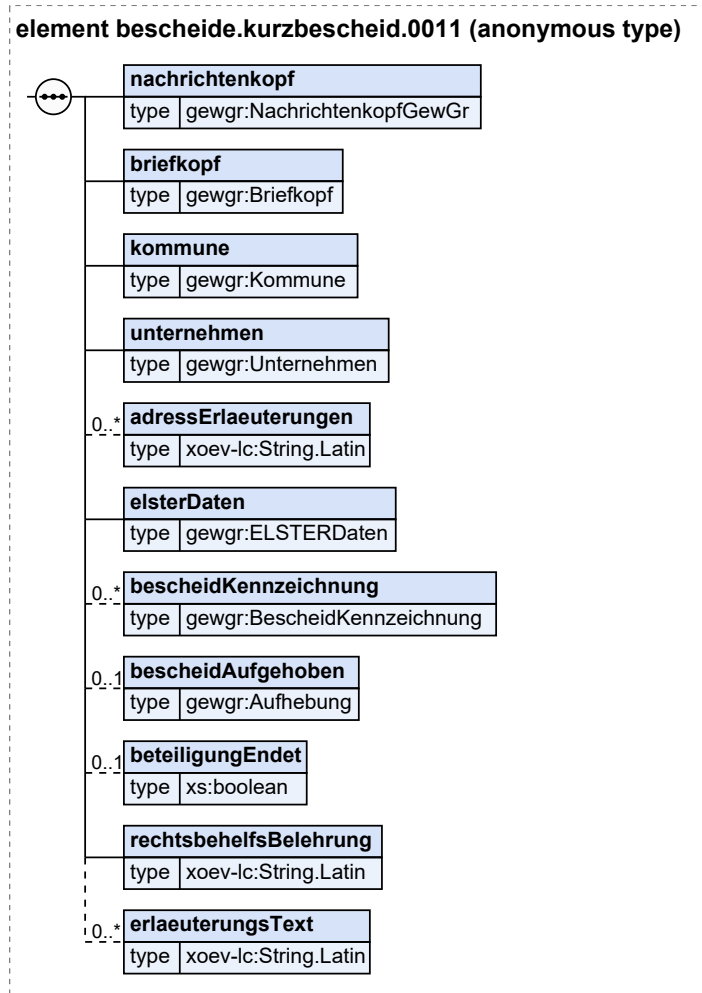 element bescheide.kurzbescheid.0011 (anonymous type)
nachrichtenkopf
type gewgr:NachrichtenkopfGewGr
briefkopf
type gewgr:Briefkopf
kommune
type gewgr:Kommune
unternehmen
type gewgr:Unternehmen
0..* adressErlaeuterungen
type xoev-lc:String.Latin
elsterDaten
type gewgr:ELSTERDaten
0..* bescheidKennzeichnung
type gewgr:BescheidKennzeichnung
0..1 bescheidAufgehoben
type gewgr:Aufhebung
0..1 beteiligungEndet
type xs:boolean
rechtsbehelfsBelehrung
type xoev-lc:String.Latin
0..* erlaeuterungsText
type xoev-lc:String.Latin